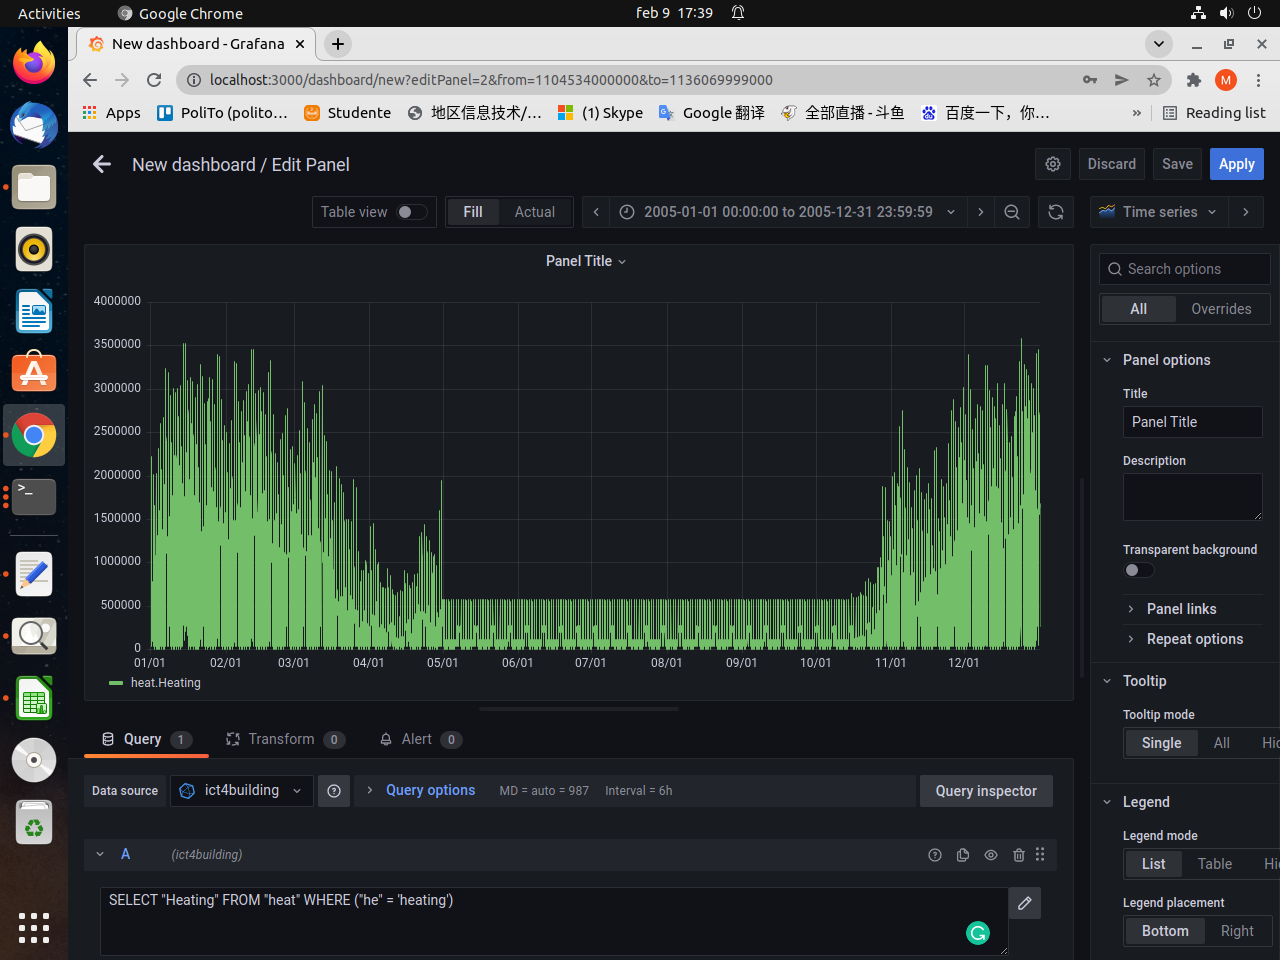 Activities
Google Chrome
feb 9 17:39
New dashboard - Grafana
localhost:3000/dashboard/new?editPanel=2&from=1104534000000&to=1136069999000
M
Apps
PoliTo (polito…
Studente
地区信息技术/…
(1) Skype
Google 翻译
全部直播 - 斗鱼
百度一下，你…
»
Reading list
New dashboard / Edit Panel
Discard
Save
Apply
Table view
Fill
Actual
2005-01-01 00:00:00 to 2005-12-31 23:59:59
Time series
Panel Title
4000000
3500000
3000000
2500000
2000000
1500000
1000000
500000
0
01/01 02/01 03/01 04/01 05/01 06/01 07/01 08/01 09/01 10/01 11/01 12/01
heat.Heating
Search options
All
Overrides
Panel options
Title
Panel Title
Description
Transparent background
Panel links
Repeat options
Tooltip
Tooltip mode
Single
All
Hid
Legend
Legend mode
List
Table
Hi
Legend placement
Bottom
Right
Query 1
Transform 0
Alert 0
Data source
ict4building
Query options
MD = auto = 987
Interval = 6h
Query inspector
A
(ict4building)
SELECT "Heating" FROM "heat" WHERE ("he" = 'heating')